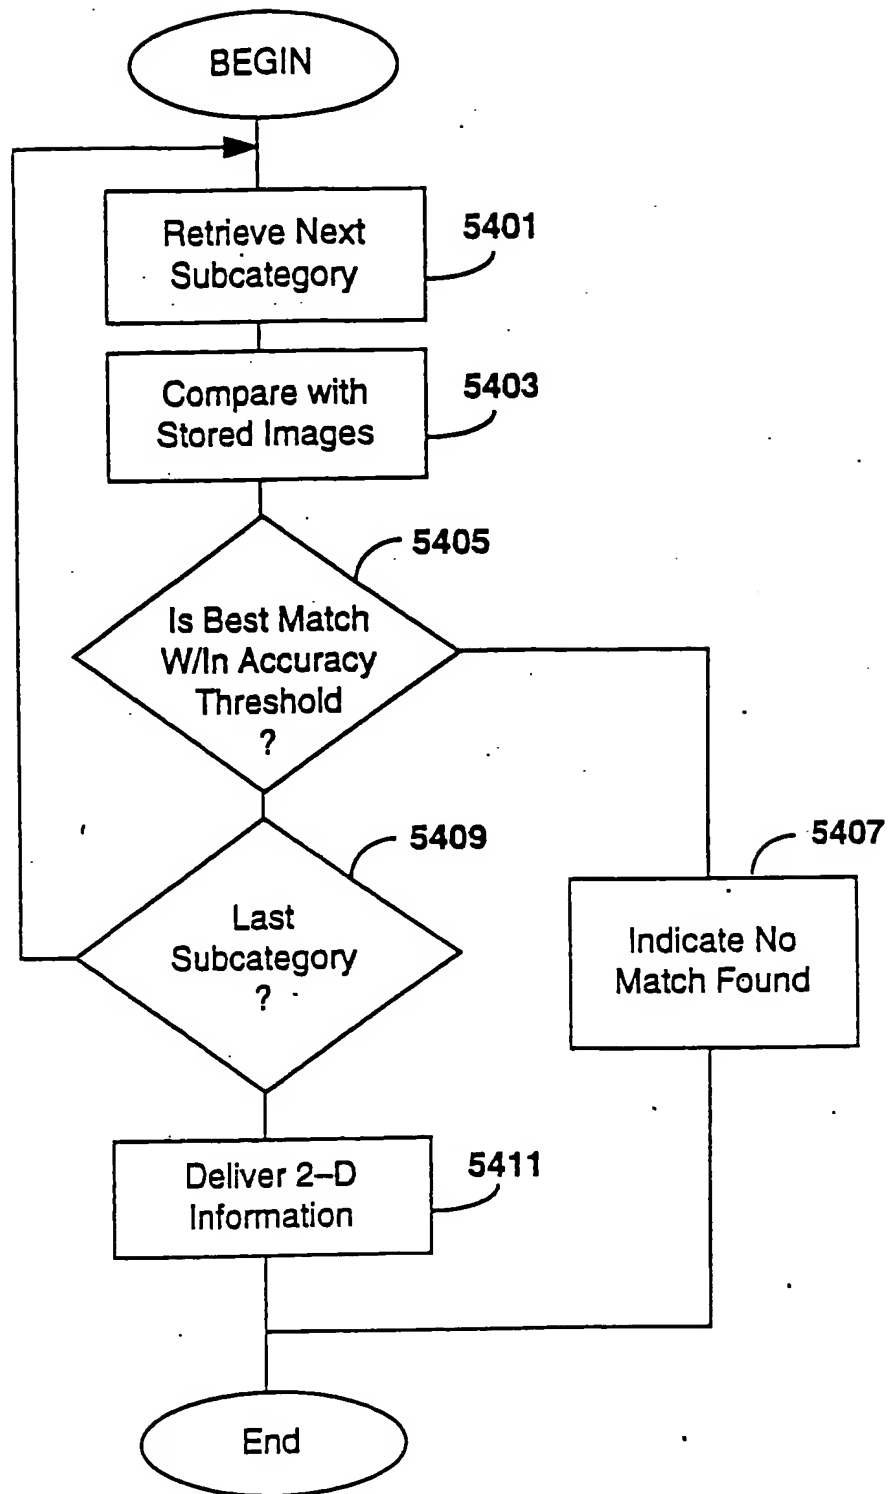 BEGIN
Retrieve Next
Subcategory
5401
Compare with
Stored Images
5403
5405
Is Best Match
W/In Accuracy
Threshold
?
5409
Last
Subcategory
?
5407
Indicate No
Match Found
Deliver 2-D
Information
5411
End